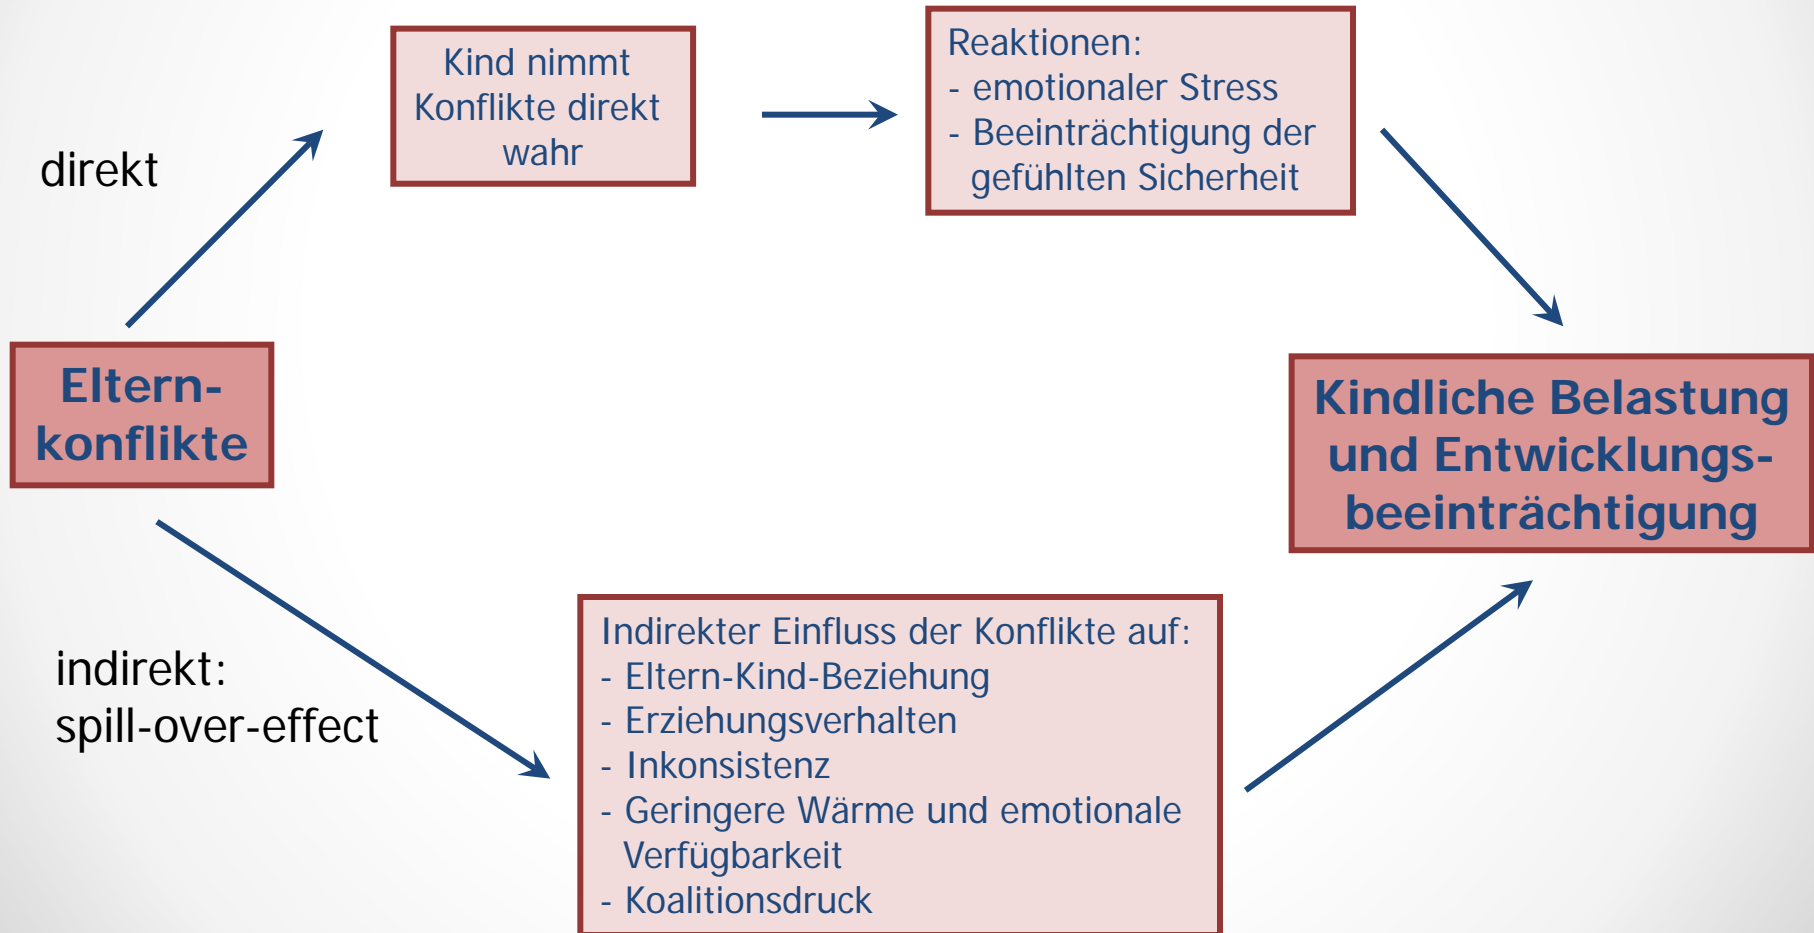 Kind nimmt
Konflikte direkt
wahr
Reaktionen:
- emotionaler Stress
- Beeinträchtigung der
gefühlten Sicherheit
direkt
Eltern-
konflikte
Kindliche Belastung
und Entwicklungs-
beeinträchtigung
indirekt:
spill-over-effect
Indirekter Einfluss der Konflikte auf:
- Eltern-Kind-Beziehung
- Erziehungsverhalten
- Inkonsistenz
- Geringere Wärme und emotionale
Verfügbarkeit
- Koalitionsdruck